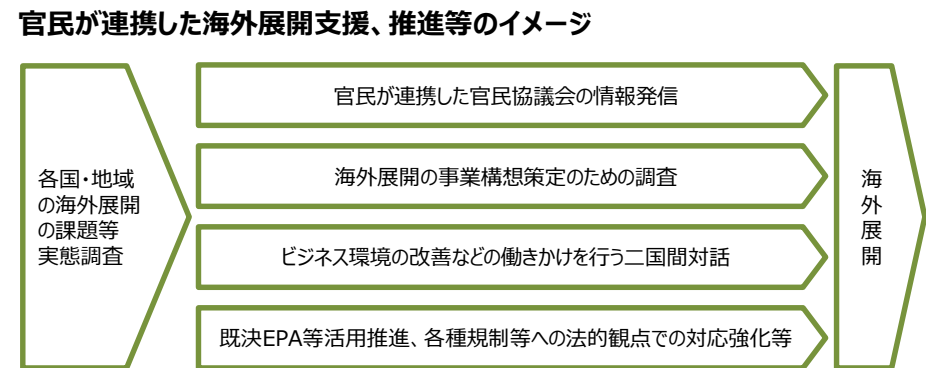 官民が連携した海外展開支援、推進等のイメージ
各国・地域
の海外展開
の課題等
実態調査
官民が連携した官民協議会の情報発信
海外展開の事業構想策定のための調査
ビジネス環境の改善などの働きかけを行う二国間対話
既決EPA等活用推進、各種規制等への法的観点での対応強化等
海外展開